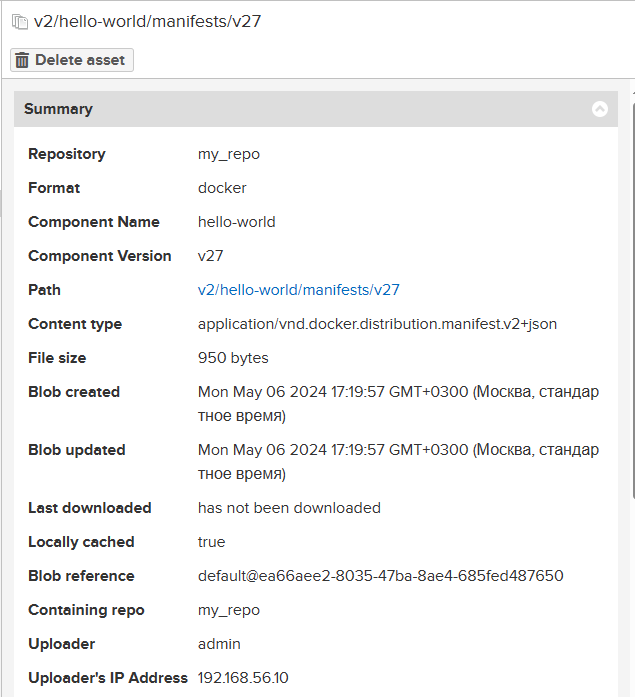 v2/hello-world/manifests/v27
Delete asset
Summary
Repository my_repo
Format docker
Component Name hello-world
Component Version v27
Path v2/hello-world/manifests/v27
Content type application/vnd.docker.distribution.manifest.v2+json
File size 950 bytes
Blob created Mon May 06 2024 17:19:57 GMT+0300 (Москва, стандар
тное время)
Blob updated Mon May 06 2024 17:19:57 GMT+0300 (Москва, стандар
тное время)
Last downloaded has not been downloaded
Locally cached true
Blob reference default@ea66aee2-8035-47ba-8ae4-685fed487650
Containing repo my_repo
Uploader admin
Uploader's IP Address 192.168.56.10